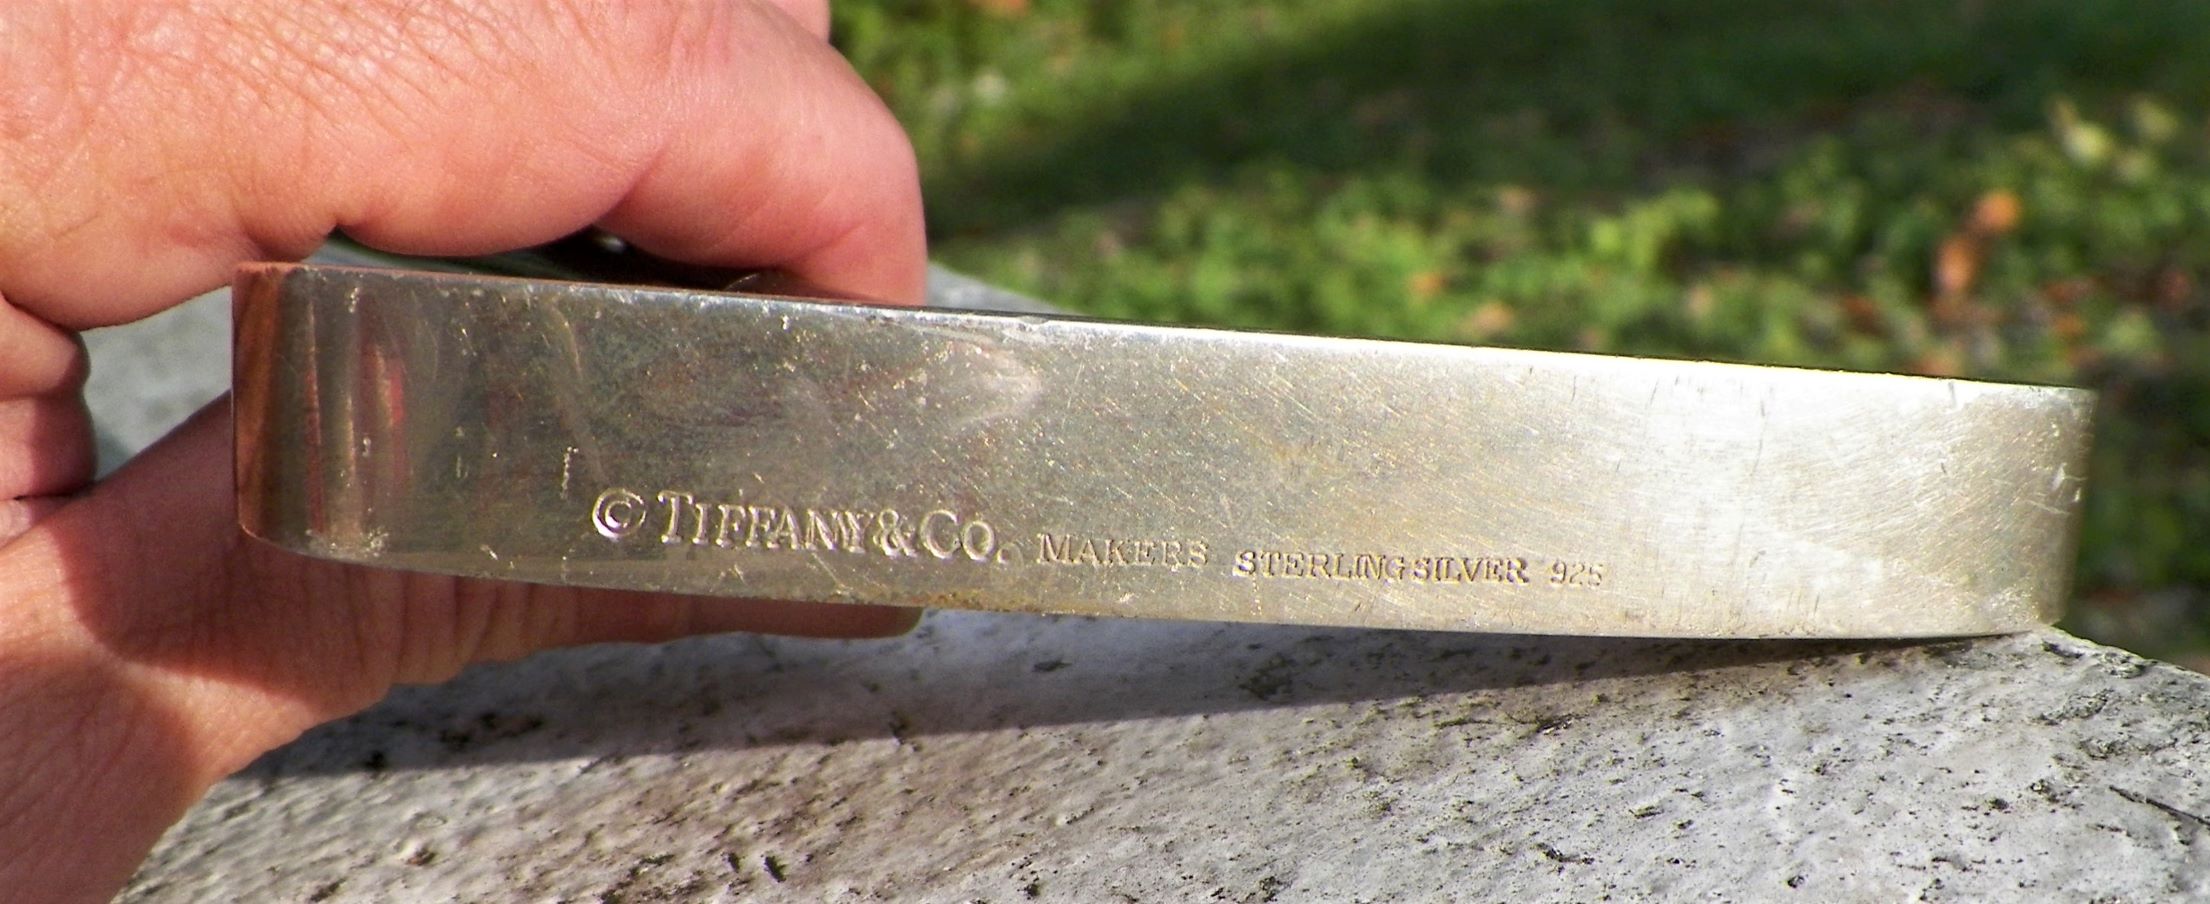 © TIFFANY & CO. MAKERS STERLING SILVER 925